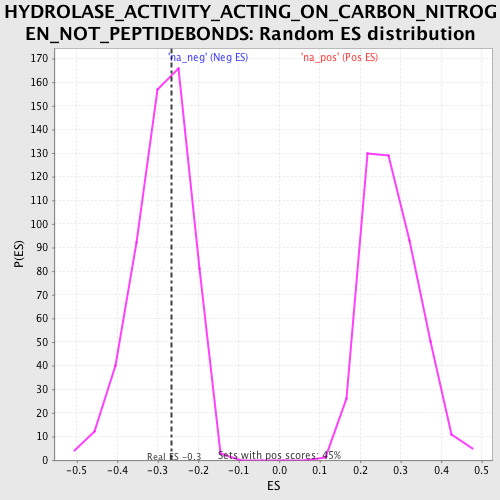 HYDROLASE_ACTIVITY_ACTING_ON_CARBON_NITROG
EN_NOT_PEPTIDEBONDS: Random ES distribution
'na_neg' (Neg ES) 'na_pos' (Pos ES)
170
160
150
140
130
120
110
100
90
80
70
60
50
40
30
20
10
0
P(ES)
Real ES -0.3 Sets with pos scores: 45%
-0.5 -0.4 -0.3 -0.2 -0.1 0.0 0.1 0.2 0.3 0.4 0.5
ES